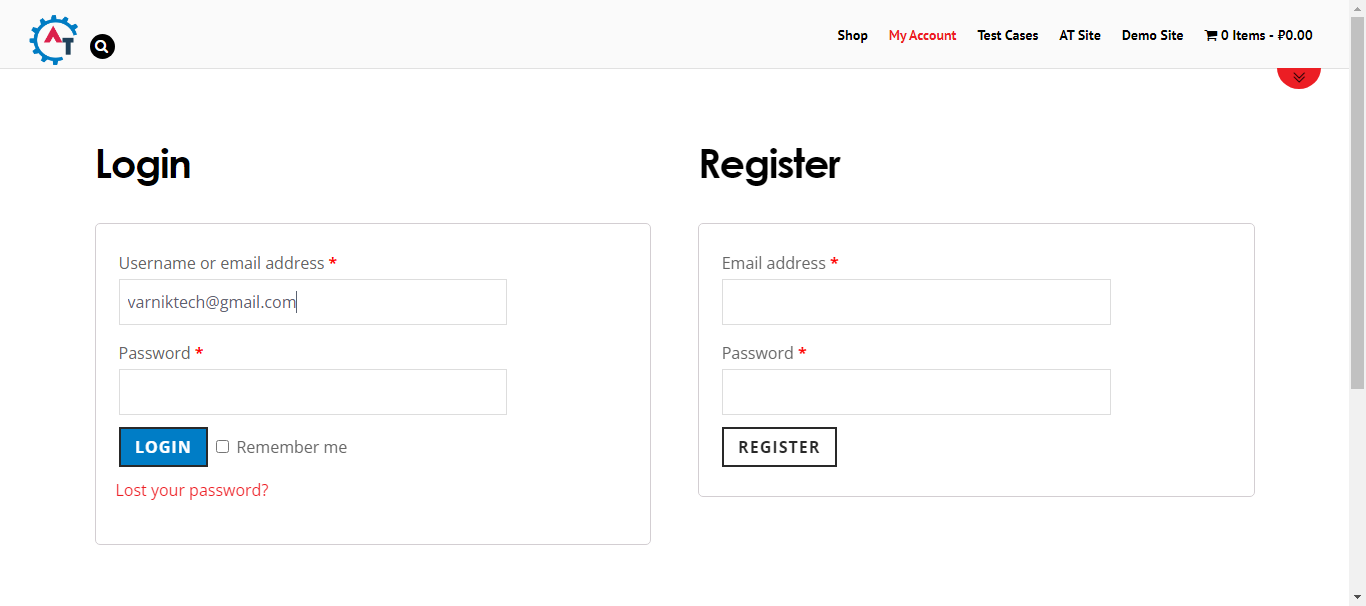 AT
Shop My Account Test Cases AT Site Demo Site 0 Items - ₽0.00
Login
Username or email address *
varniktech@gmail.com
Password *
LOGIN Remember me
Lost your password?
Register
Email address *
Password *
REGISTER